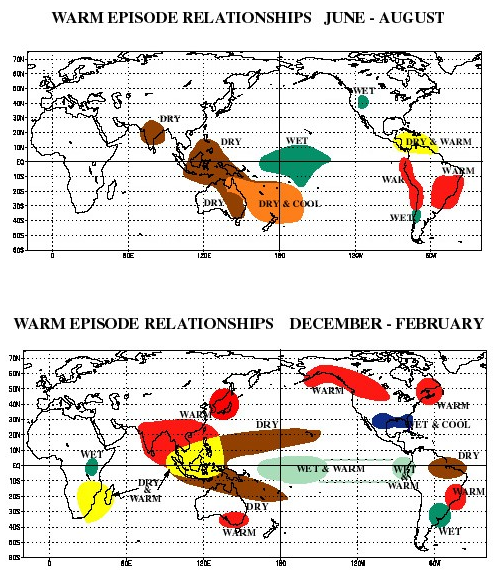 WARM EPISODE RELATIONSHIPS JUNE - AUGUST
70N
60N
50N
WET
40N
30N
DRY
20N
DRY
WET
DRY & WARM
10N
EQ
10S
WARM
WARM
20S
DRY
DRY & COOL
30S
WET
40S
50S
60S
0
60E
120E
180
120W
60W
WARM EPISODE RELATIONSHIPS DECEMBER - FEBRUARY
70N
60N
50N
WARM
40N
WARM
WARM
30N
DRY
WET & COOL
20N
10N
WET
DRY
EQ
WET & WARM
WET
&
WARM
10S
DRY
&
WARM
20S
WARM
30S
DRY
40S
WARM
WET
50S
60S
0
60E
120E
180
120W
60W